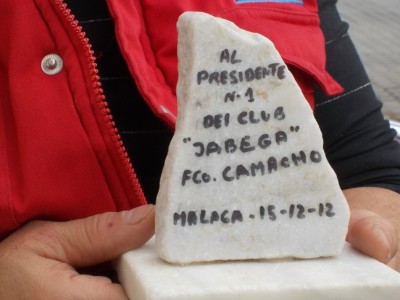 AL
PRESIDENTE
N.1
DEL CLUB
"JABEGA"
FCO. CAMACHO
MALAGA - 15-12-12